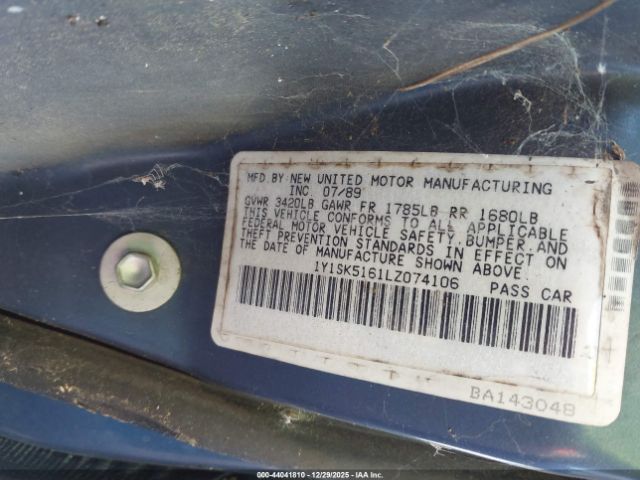 MFD.BY NEW UNITED MOTOR MANUFACTURING
INC. 07/89
GVWR 3420LB GAWR FR 1785LB RR 1680LB
THIS VEHICLE CONFORMS TO ALL APPLICABLE
FEDERAL MOTOR VEHICLE SAFETY,BUMPER,AND
THEFT PREVENTION STANDARDS IN EFFECT ON
THE DATE OF MANUFACTURE SHOWN ABOVE.
1Y1SK5161LZ074106 PASS CAR
BA143048
000-44041810 - 12/29/2025 - IAAI.CA